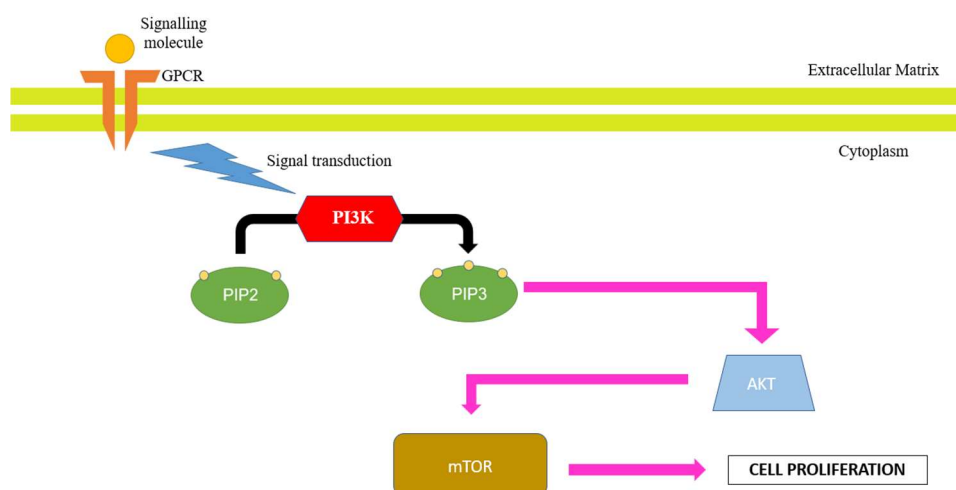 Signalling
molecule
GPCR
Extracellular Matrix
Cytoplasm
Signal transduction
PI3K
PIP2
PIP3
AKT
mTOR
CELL PROLIFERATION